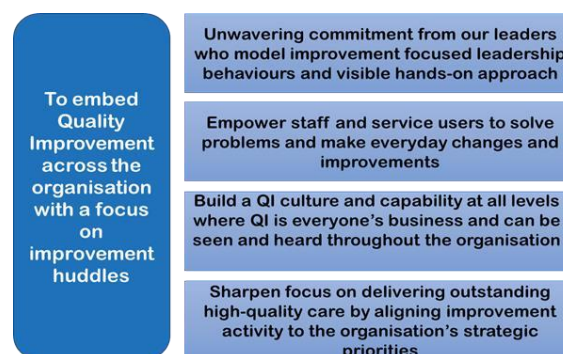 To embed
Quality
Improvement
across the
organisation
with a focus
on
improvement
huddles
Unwavering commitment from our leaders
who model improvement focused leadership
behaviours and visible hands-on approach
Empower staff and service users to solve
problems and make everyday changes and
improvements
Build a QI culture and capability at all levels
where QI is everyone’s business and can be
seen and heard throughout the organisation
Sharpen focus on delivering outstanding
high-quality care by aligning improvement
activity to the organisation’s strategic
priorities